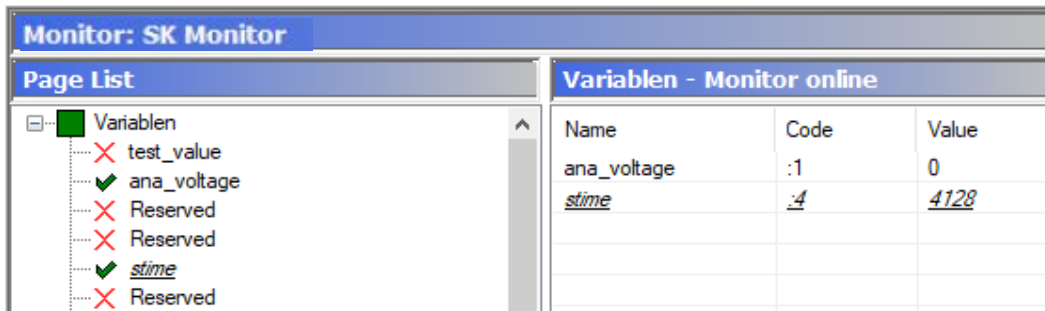 Monitor: SK Monitor
Page List
Variablen
test_value
ana_voltage
Reserved
Reserved
stime
Reserved
Variablen - Monitor online
Name Code Value
ana_voltage :1 0
stime :4 4128